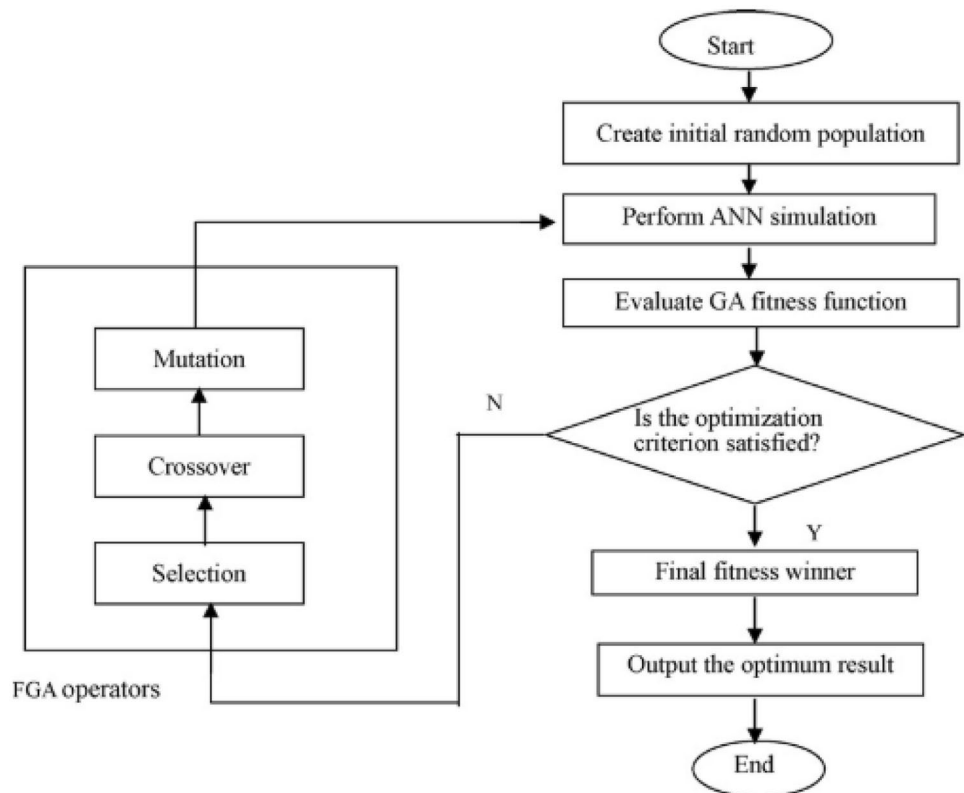 Start
Create initial random population
Perform ANN simulation
Evaluate GA fitness function
Is the optimization
criterion satisfied?
N
Y
Mutation
Crossover
Selection
FGA operators
Final fitness winner
Output the optimum result
End